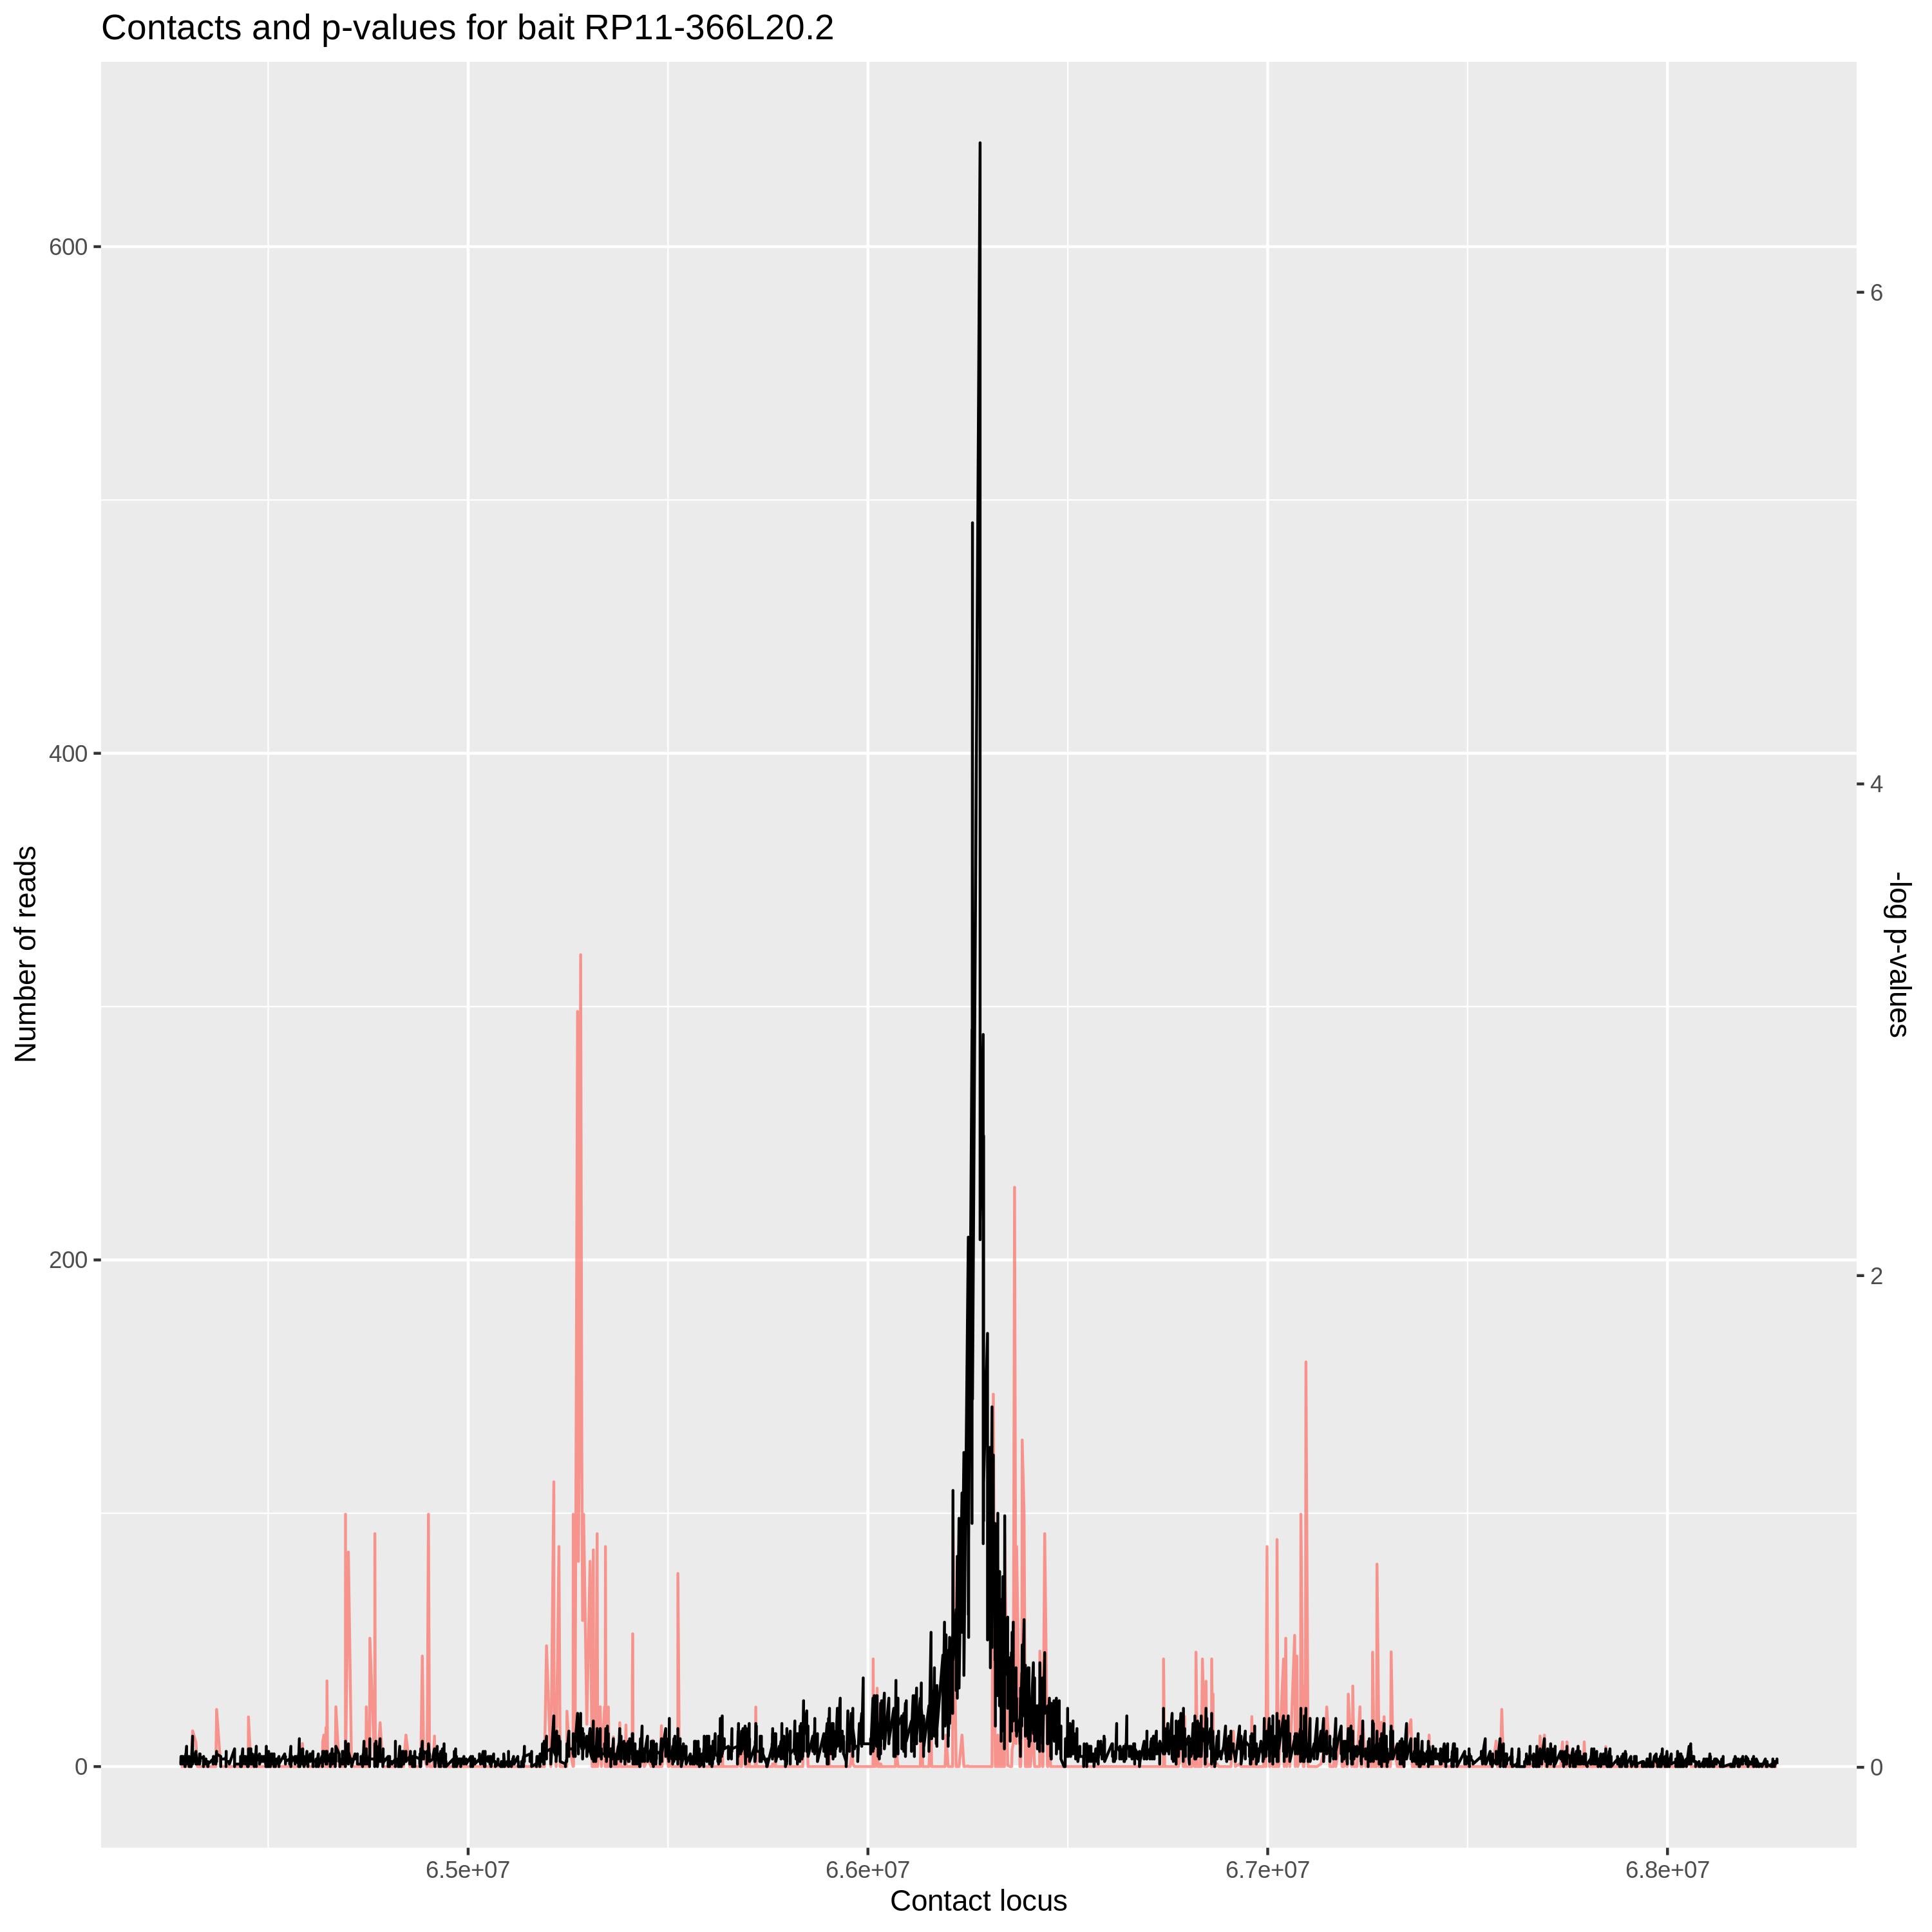 Contacts and p-values for bait RP11-366L20.2
600
400
200
0
Number of reads
6
4
2
0
-log p-values
6.5e+07
6.6e+07
6.7e+07
6.8e+07
Contact locus